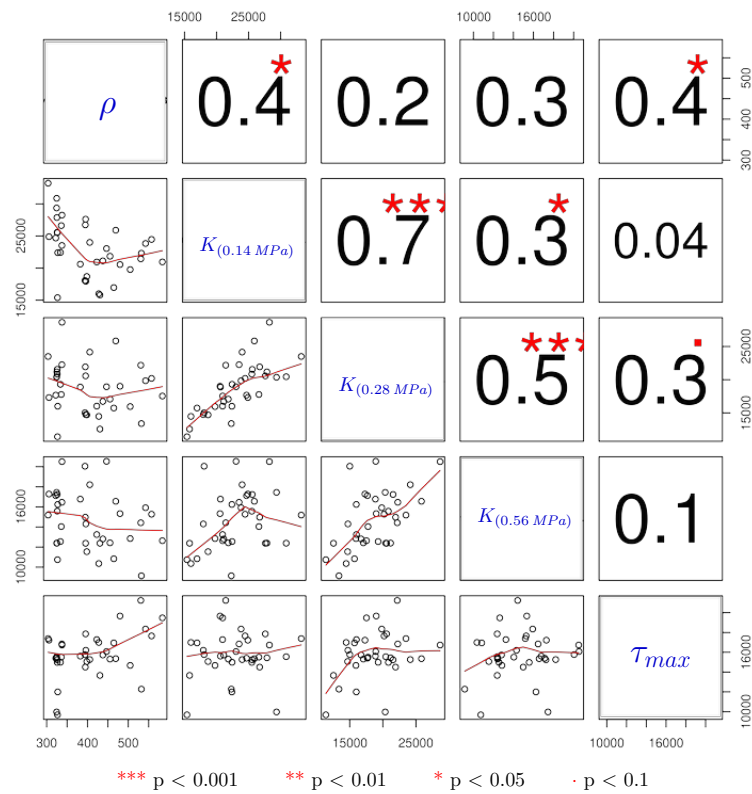 15000 25000 10000 16000
ρ 0.4 * 0.2 0.3 0.4 * 300 400 500
15000 25000 K(0.14 MPa) 0.7 *** 0.3 * 0.04
K(0.28 MPa) 0.5 *** 0.3 . 15000 25000
10000 16000 K(0.56 MPa) 0.1
τmax 10000 16000
300 400 500 15000 25000 10000 16000
*** p < 0.001 ** p < 0.01 * p < 0.05 · p < 0.1